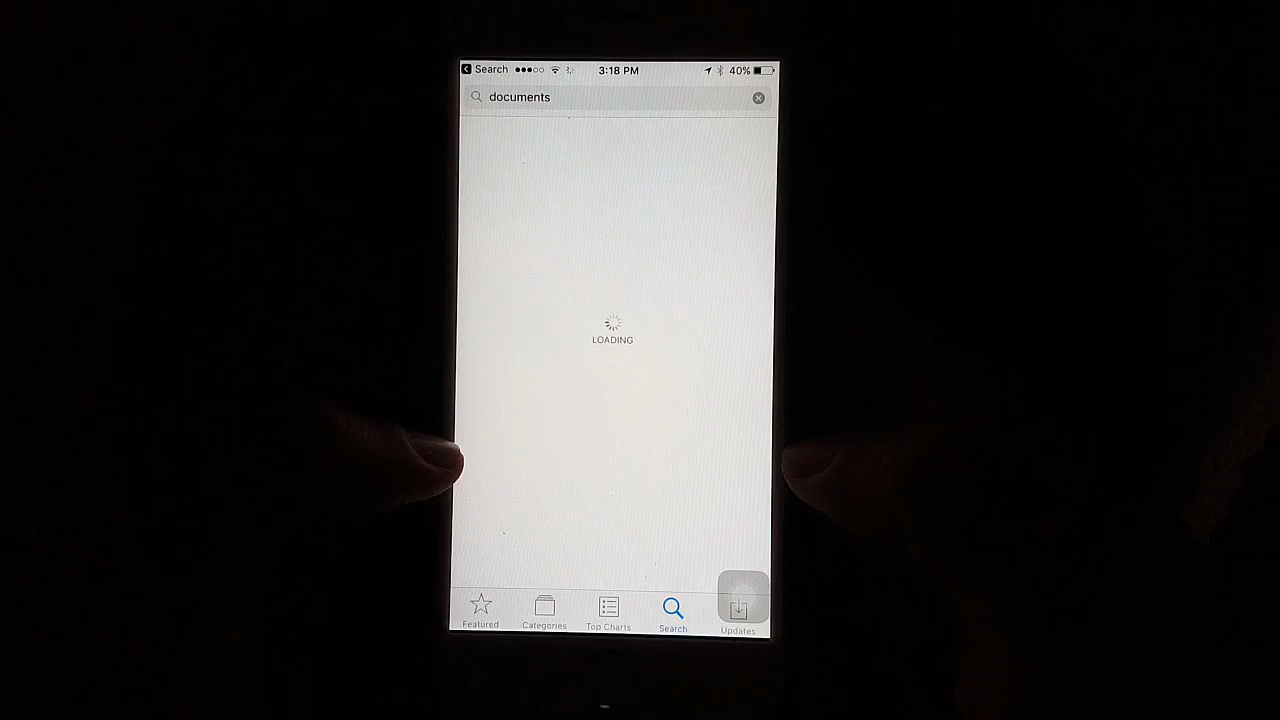 Search 3:18 PM 40%
documents
LOADING
Featured Categories Top Charts Search Updates